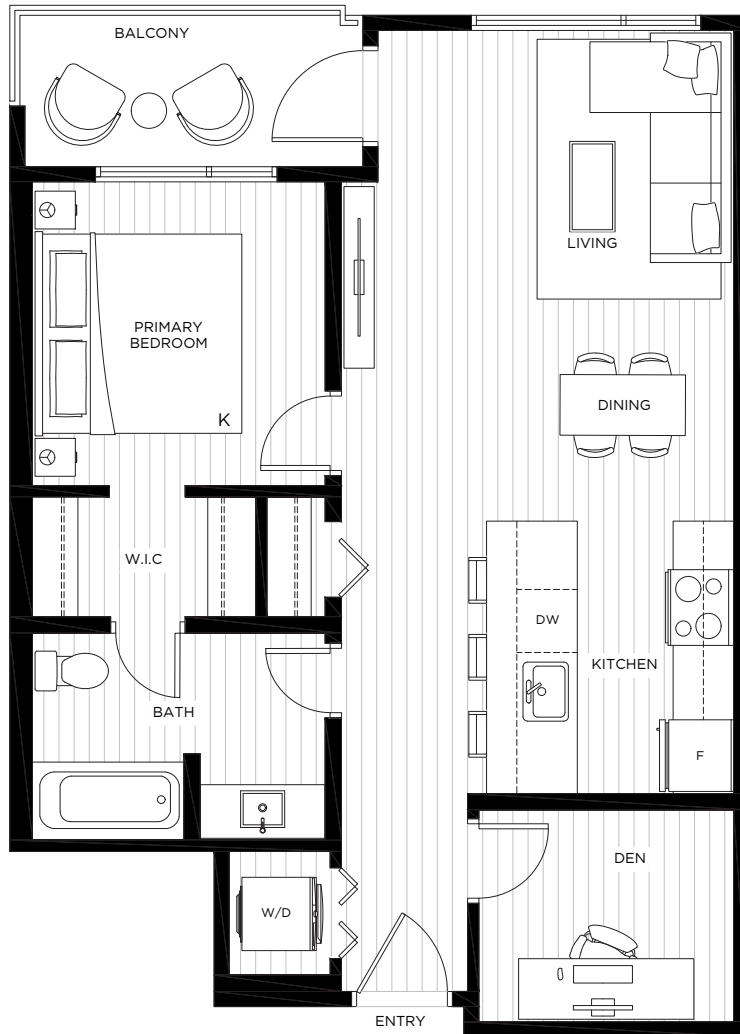 BALCONY
LIVING
PRIMARY
BEDROOM
DINING
K
W.I.C
DW
KITCHEN
BATH
F
DEN
W/D
ENTRY